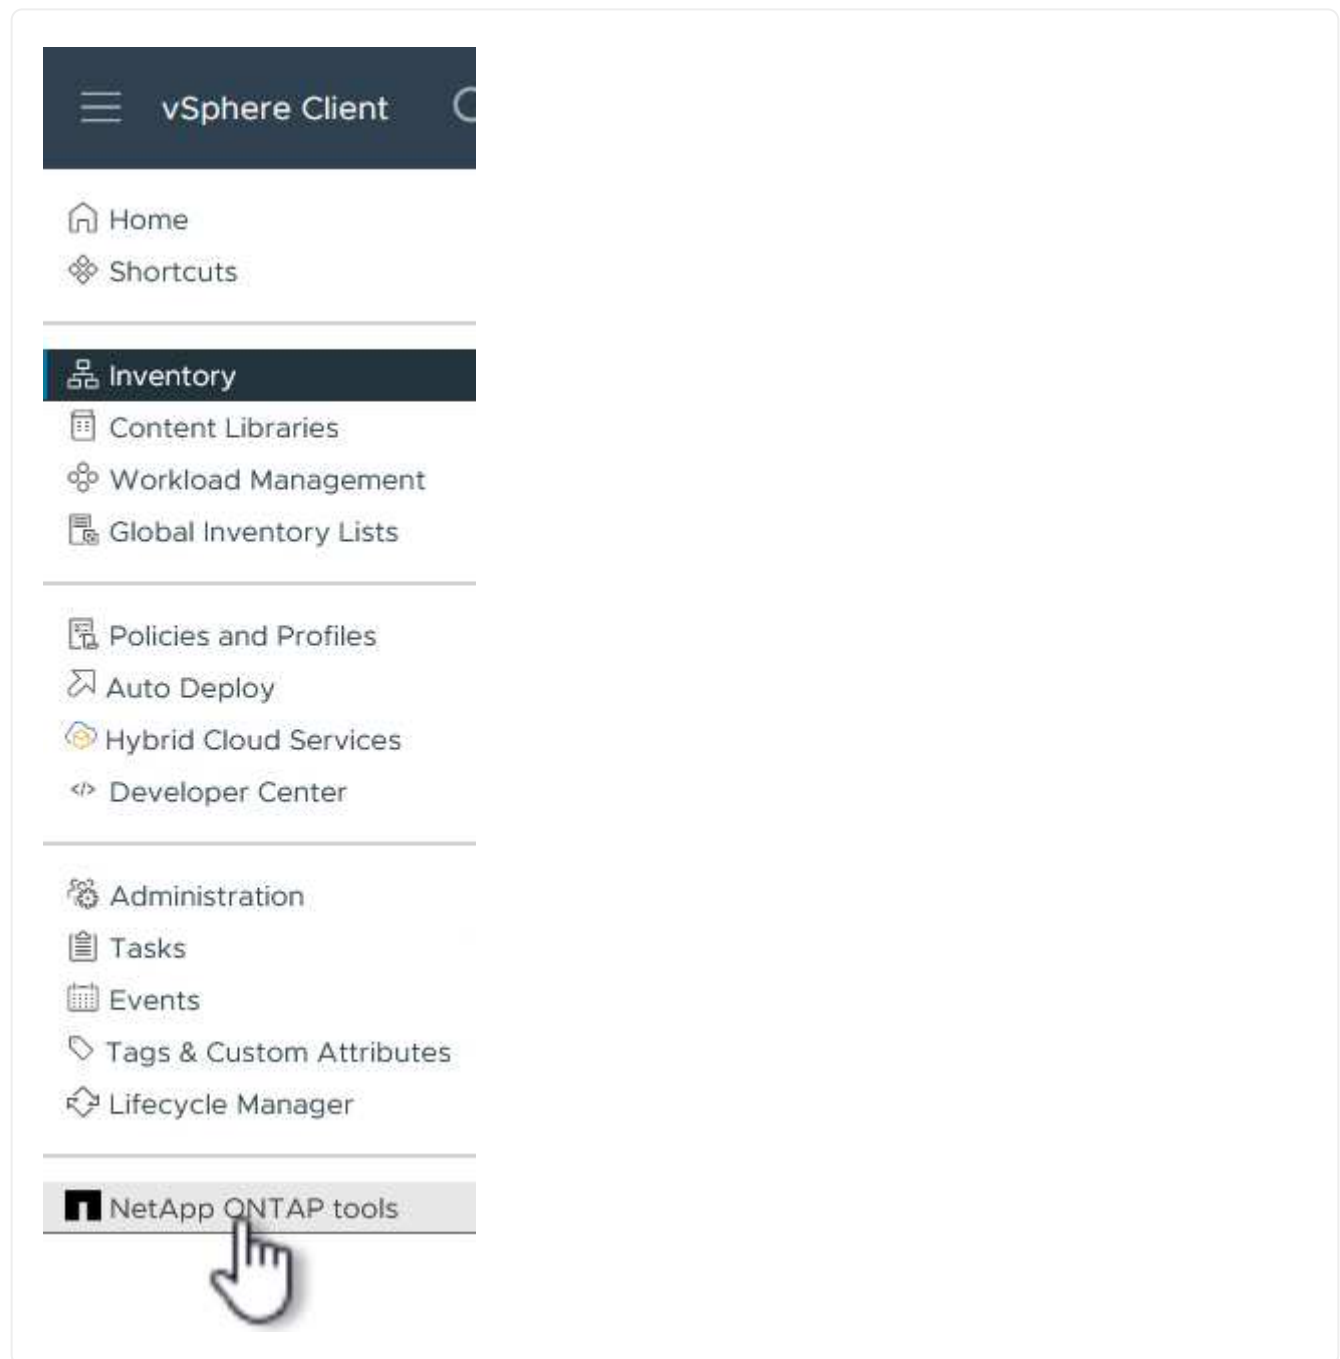 vSphere Client
Home
Shortcuts
Inventory
Content Libraries
Workload Management
Global Inventory Lists
Policies and Profiles
Auto Deploy
Hybrid Cloud Services
Developer Center
Administration
Tasks
Events
Tags & Custom Attributes
Lifecycle Manager
NetApp ONTAP tools